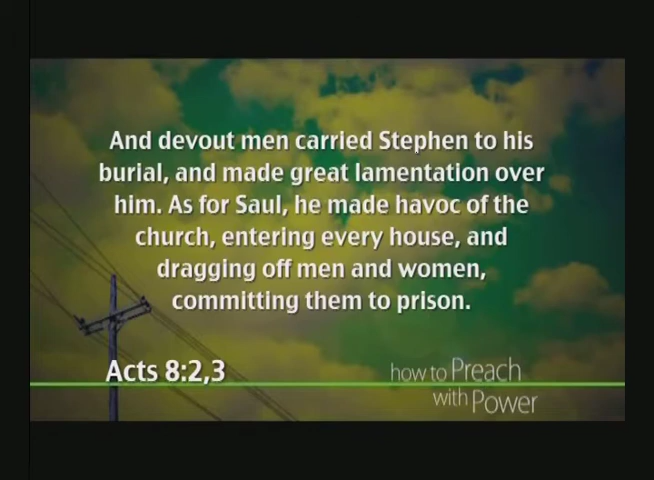 And devout men carried Stephen to his
burial, and made great lamentation over
him. As for Saul, he made havoc of the
church, entering every house, and
dragging off men and women,
committing them to prison.
Acts 8:2,3
how to Preach
with Power